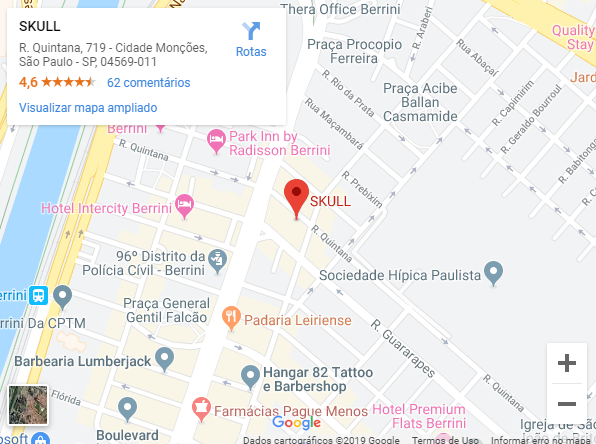 SKULL
R. Quintana, 719 - Cidade Monções,
São Paulo - SP, 04569-011
4,6
62 comentários
Visualizar mapa ampliado
Rotas
Thera Office Berrini
R. Araberi
Praça Procopio
Ferreira
Quality
Stay
Rua Abaçaí
Jard
R. Rio da Prata
Praça Acibe
Ballan
Casmamide
R. Capimirim
R. Geraldo Bourroul
Rua Maçambará
Berrini
Park Inn by
Radisson Berrini
R. Quintana
R. Prebixim
R. Babitonga
Hotel Intercity Berrini
SKULL
R. Quintana
96º Distrito da
Polícia Cívil - Berrini
Sociedade Hípica Paulista
Berrini
Praça General
Gentil Falcão
Berrini Da CPTM
Padaria Leiriense
R. Guararapes
Barbearia Lumberjack
Hangar 82 Tattoo
e Barbershop
Flórida
Farmácias Pague Menos
Hotel Premium
Flats Berrini
Igreja de São
Boulevard
Google
osoft
Dados cartográficos ©2019 Google
Termos de Uso
Informar erro no mapa